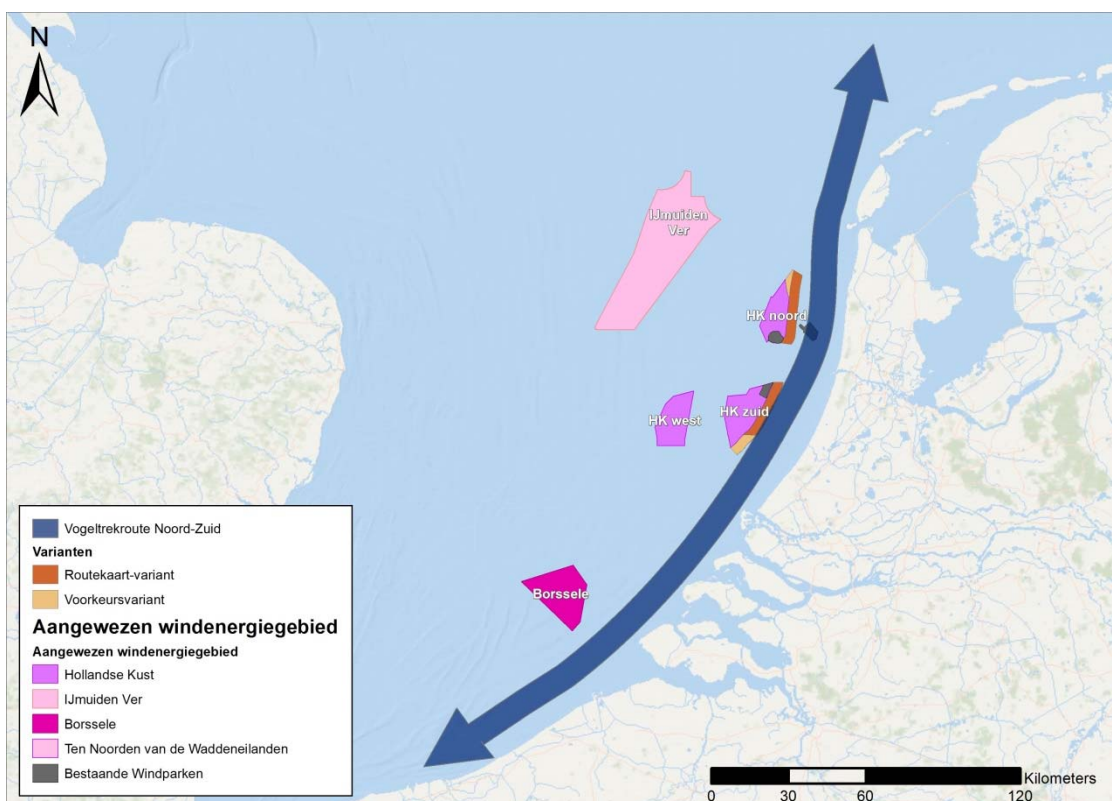 N
IJmuiden
Ver
HK noord
HK west
HK zuid
Borssele
Vogeltrekroute Noord-Zuid
Varianten
Routekaart-variant
Voorkeursvariant
Aangewezen windenergiegebied
Aangewezen windenergiegebied
Hollandse Kust
IJmuiden Ver
Borssele
Ten Noorden van de Waddeneilanden
Bestaande Windparken
Kilometers
0 30 60 120